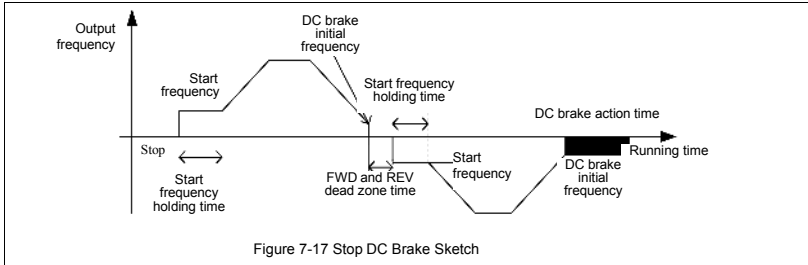 Output
frequency
DC brake
initial
frequency
Start
frequency
Start frequency
holding time
DC brake action time
Stop
Running time
Start
frequency
holding time
FWD and REV
dead zone time
Start
frequency
DC brake
initial
frequency
Figure 7-17 Stop DC Brake Sketch